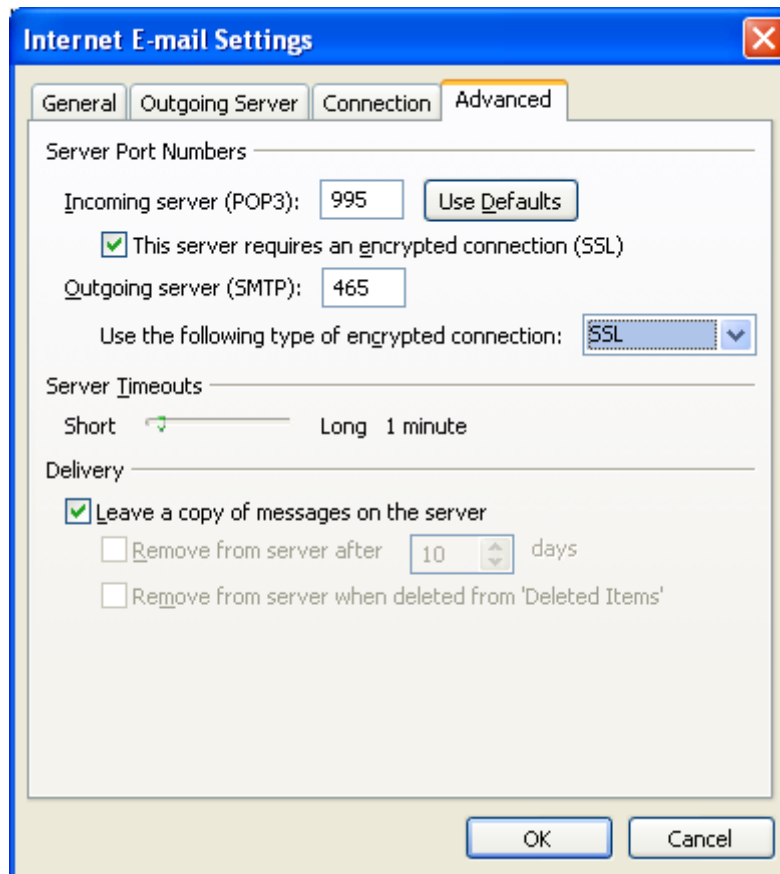 Internet E-mail Settings
General Outgoing Server Connection Advanced
Server Port Numbers
Incoming server (POP3): 995 Use Defaults
This server requires an encrypted connection (SSL)
Outgoing server (SMTP): 465
Use the following type of encrypted connection: SSL
Server Timeouts
Short Long 1 minute
Delivery
Leave a copy of messages on the server
Remove from server after 10 days
Remove from server when deleted from 'Deleted Items'
OK Cancel